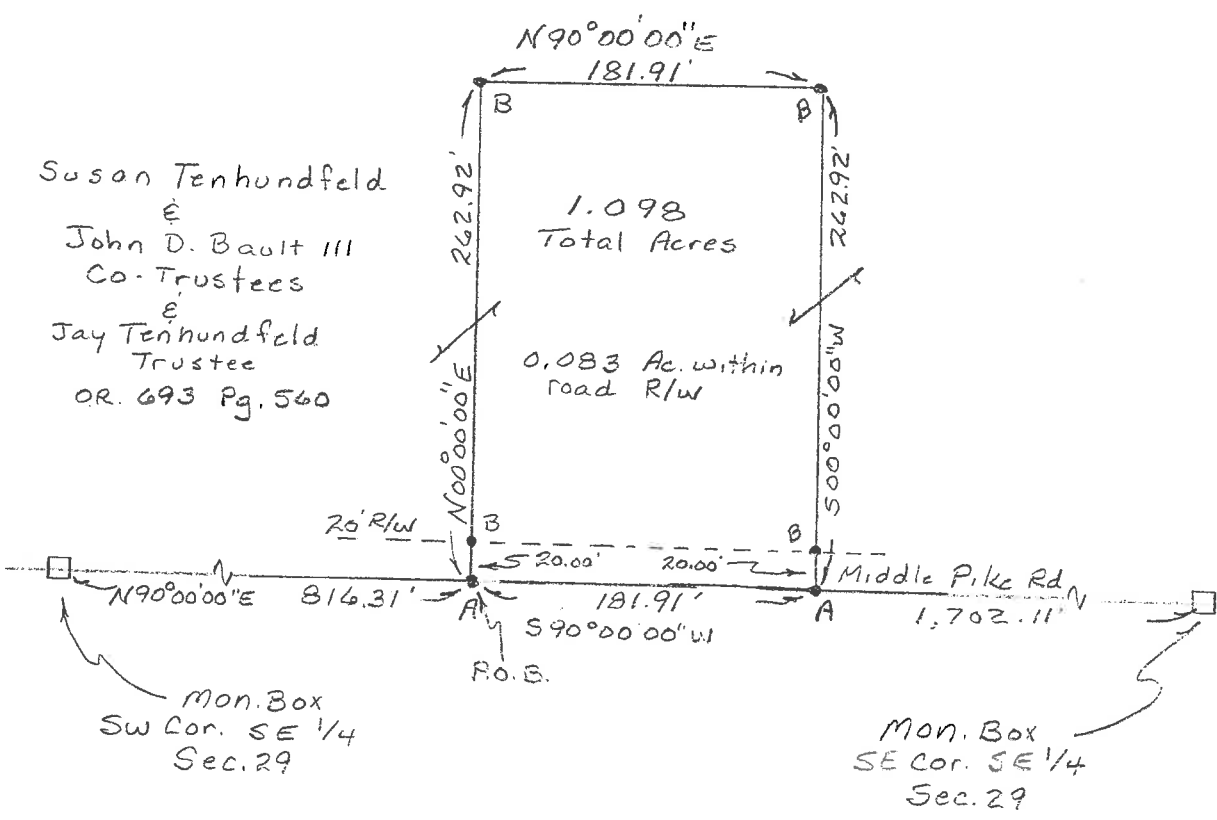 N90°00'00"E
181.91'
B
B
262.92'
262.92'
Susan Tenhundfeld
&
John D. Bault III
Co-Trustees
&
Jay Tenhundfeld
Trustee
OR. 693 Pg. 560
1.098
Total Acres
0.083 Ac. within
road R/W
N00°00'00"E
S00°00'00"W
20' R/W
B
B
20.00'
20.00'
Middle Pike Rd
N90°00'00"E
816.31'
A
181.91'
A
1,702.11'
S90°00'00"W
P.O.B.
Mon. Box
SW Cor. SE 1/4
Sec. 29
Mon. Box
SE Cor. SE 1/4
Sec. 29